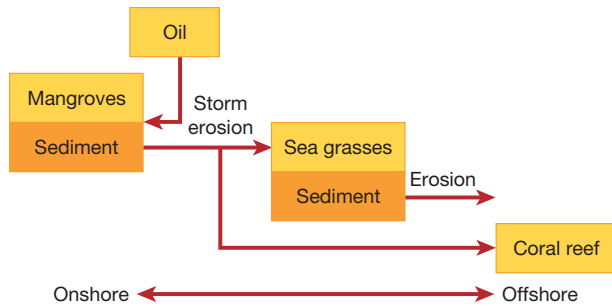 Oil
Mangroves
Sediment
Storm
erosion
Sea grasses
Sediment
Erosion
Coral reef
Onshore
Offshore